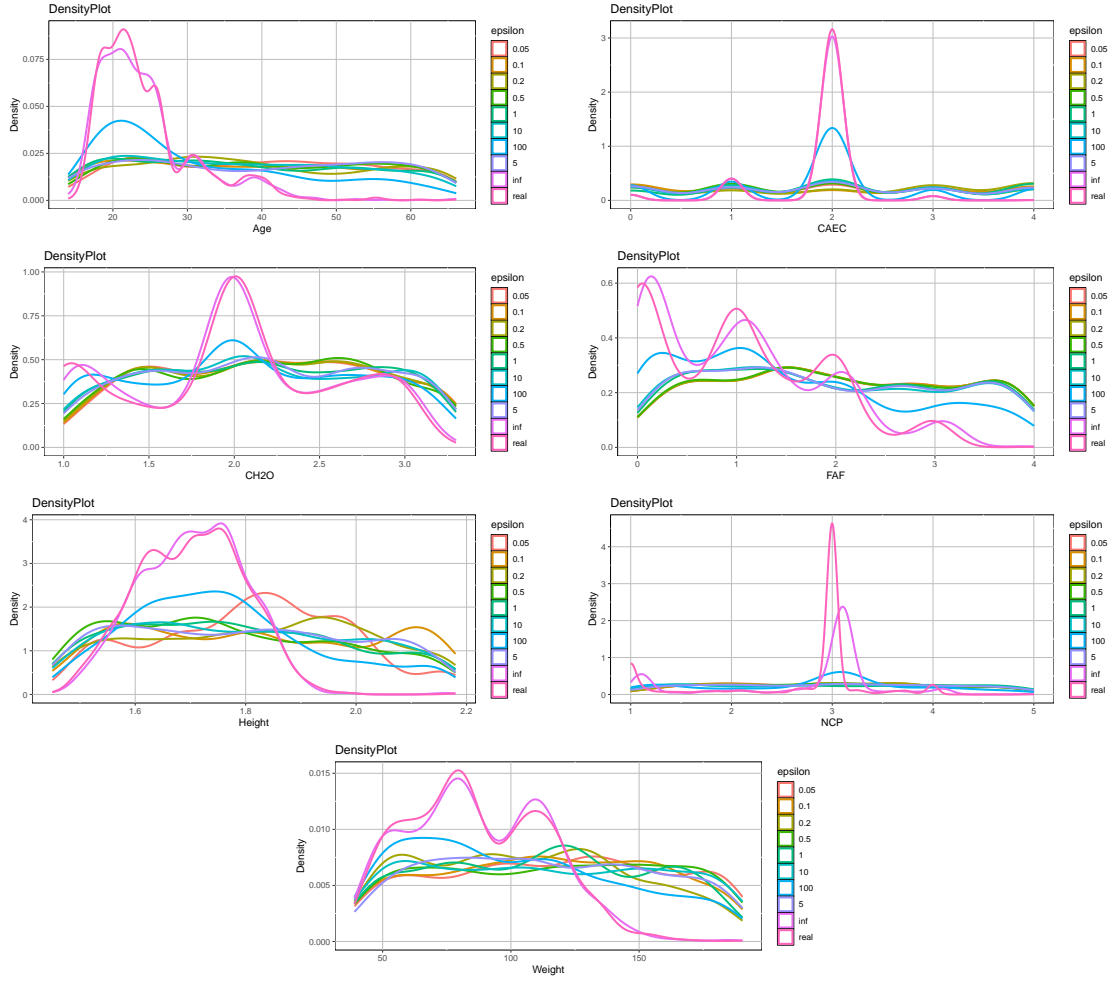 DensityPlot
0.075
0.050
0.025
0.000
Density
20
30
40
50
60
Age
epsilon
0.05
0.1
0.2
0.5
1
10
100
5
inf
real
DensityPlot
3
2
1
0
Density
0
1
2
3
4
CAEC
epsilon
0.05
0.1
0.2
0.5
1
10
100
5
inf
real
DensityPlot
1.00
0.75
0.50
0.25
0.00
Density
1.0
1.5
2.0
2.5
3.0
CH2O
epsilon
0.05
0.1
0.2
0.5
1
10
100
5
inf
real
DensityPlot
0.6
0.4
0.2
0.0
Density
0
1
2
3
4
FAF
epsilon
0.05
0.1
0.2
0.5
1
10
100
5
inf
real
DensityPlot
4
3
2
1
0
Density
1.6
1.8
2.0
2.2
Height
epsilon
0.05
0.1
0.2
0.5
1
10
100
5
inf
real
DensityPlot
4
3
2
1
0
Density
1
2
3
4
5
NCP
epsilon
0.05
0.1
0.2
0.5
1
10
100
5
inf
real
DensityPlot
0.015
0.010
0.005
0.000
Density
50
100
150
Weight
epsilon
0.05
0.1
0.2
0.5
1
10
100
5
inf
real